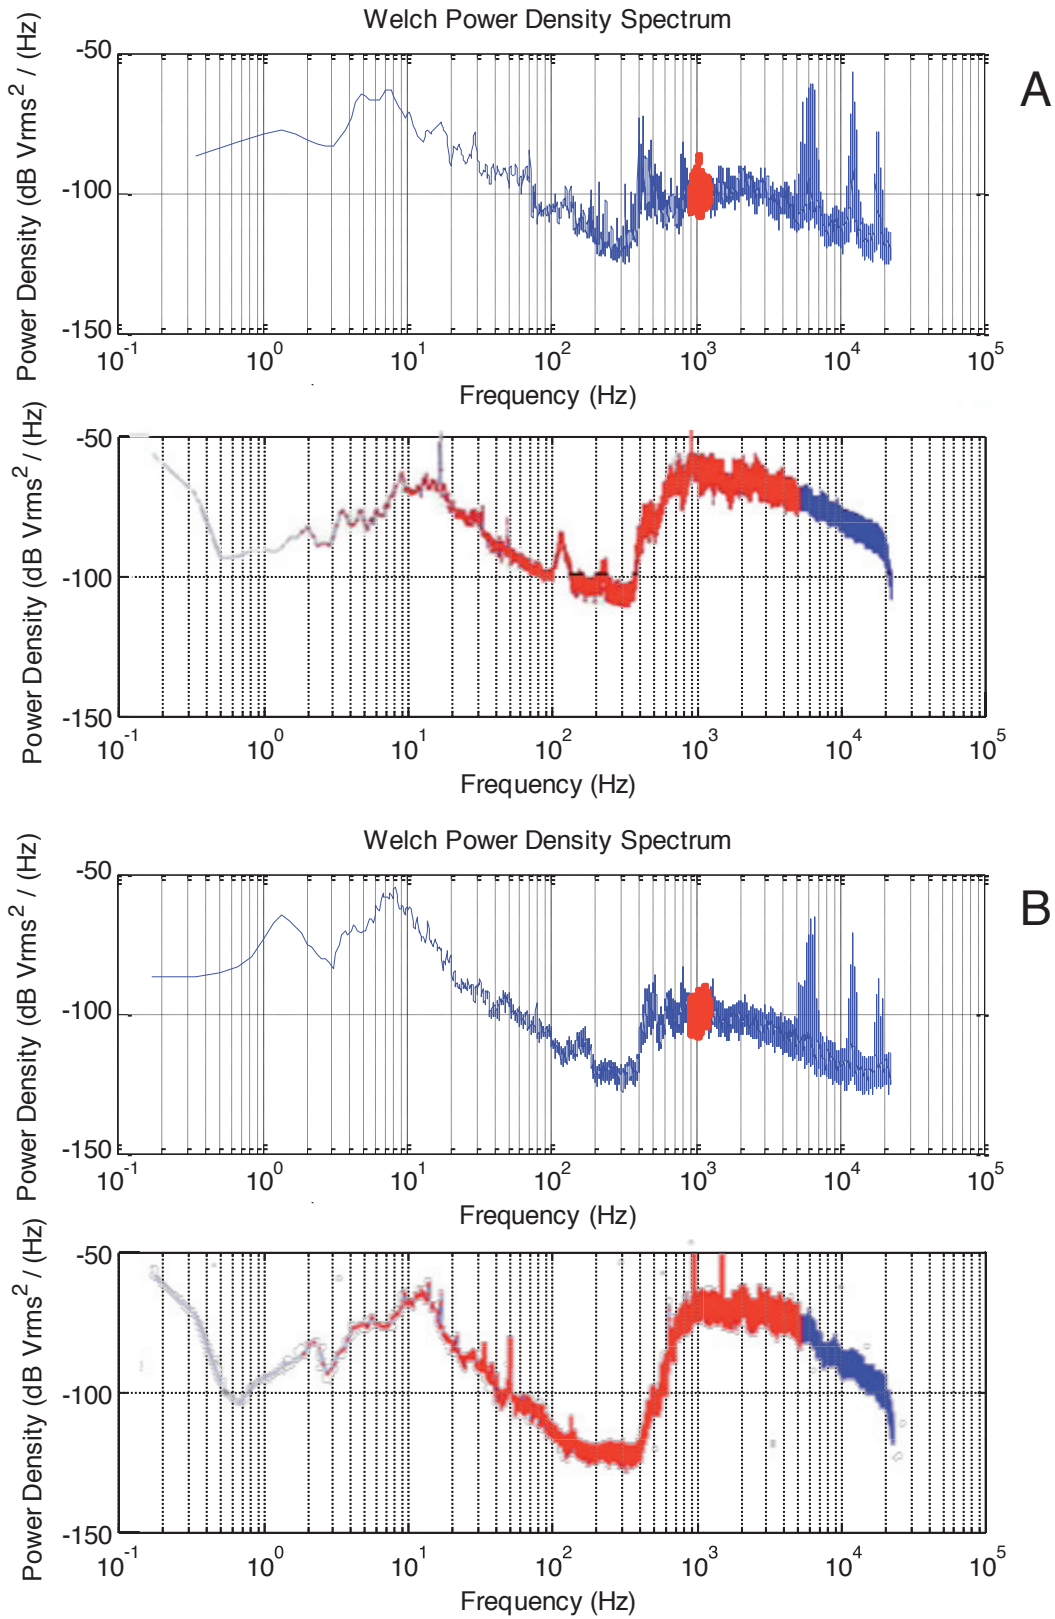 Welch Power Density Spectrum
A
Power Density (dB Vrms² / (Hz)
-50
-100
-150
10⁻¹ 10⁰ 10¹ 10² 10³ 10⁴ 10⁵
Frequency (Hz)
Power Density (dB Vrms² / (Hz)
-50
-100
-150
10⁻¹ 10⁰ 10¹ 10² 10³ 10⁴ 10⁵
Frequency (Hz)
Welch Power Density Spectrum
B
Power Density (dB Vrms² / (Hz)
-50
-100
-150
10⁻¹ 10⁰ 10¹ 10² 10³ 10⁴ 10⁵
Frequency (Hz)
Power Density (dB Vrms² / (Hz)
-50
-100
-150
10⁻¹ 10⁰ 10¹ 10² 10³ 10⁴ 10⁵
Frequency (Hz)